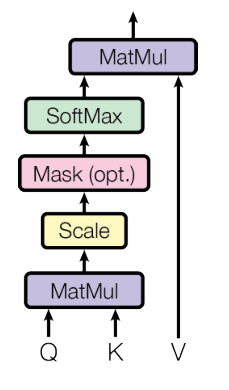 MatMul
SoftMax
Mask (opt.)
Scale
MatMul
Q K V